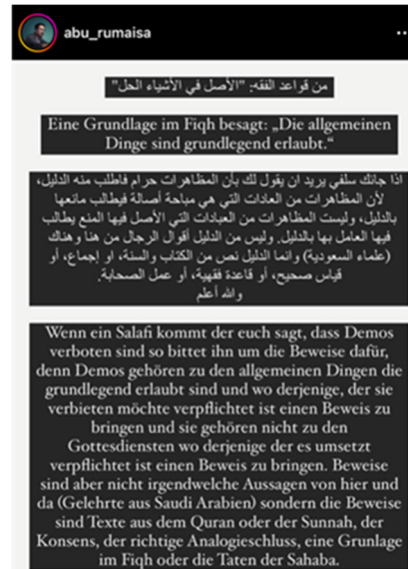 abu_rumaisa
من قواعد الفقه: "الأصل في الأشياء الحل"
Eine Grundlage im Fiqh besagt: „Die allgemeinen
Dinge sind grundlegend erlaubt.“
اذا جائك سلفي يريد ان يقول لك بأن المظاهرات حرام فاطلب منه الدليل،
لأن المظاهرات من العادات التي هي مباحة أصالة فيطالب مانعها
بالدليل، وليست المظاهرات من العبادات التي الأصل فيها المنع يطالب
فيها العامل بها بالدليل. وليس من الدليل أقوال الرجال من هنا وهناك
(علماء السعودية) وانما الدليل نص من الكتاب والسنة، او إجماع، أو
قياس صحيح، أو قاعدة فقهية، أو عمل الصحابة.
والله أعلم
Wenn ein Salafi kommt der euch sagt, dass Demos
verboten sind so bittet ihn um die Beweise dafür,
denn Demos gehören zu den allgemeinen Dingen die
grundlegend erlaubt sind und wo derjenige, der sie
verbieten möchte verpflichtet ist einen Beweis zu
bringen und sie gehören nicht zu den
Gottesdiensten wo derjenige der es umsetzt
verpflichtet ist einen Beweis zu bringen. Beweise
sind aber nicht irgendwelche Aussagen von hier und
da (Gelehrte aus Saudi Arabien) sondern die Beweise
sind Texte aus dem Quran oder der Sunnah, der
Konsens, der richtige Analogieschluss, eine Grunlage
im Fiqh oder die Taten der Sahaba.